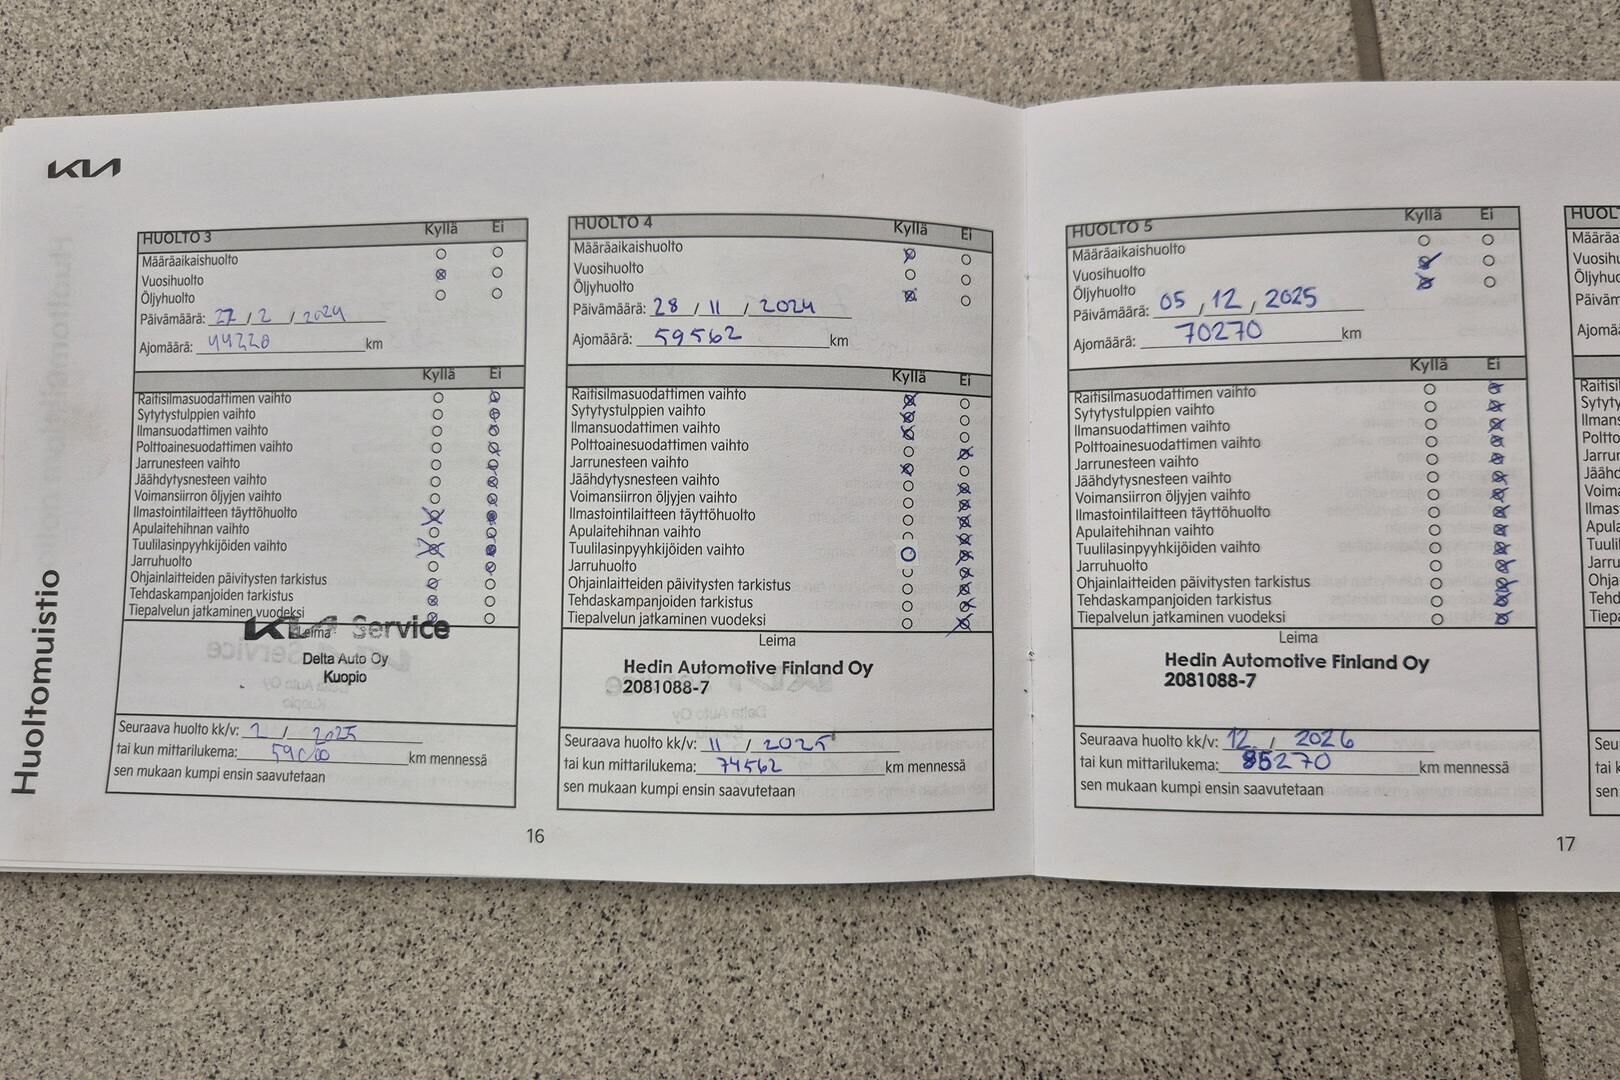 KIA
Huoltomuistio
HUOLTO 3 Kyllä Ei
Määräaikaishuolto
Vuosihuolto
Öljyhuolto
Päivämäärä: 27 / 2 / 2024
Ajomäärä: 44220 km
Kyllä Ei
Raitisilmasuodattimen vaihto
Sytytystulppien vaihto
Ilmansuodattimen vaihto
Polttoainesuodattimen vaihto
Jarrunesteen vaihto
Jäähdytysnesteen vaihto
Voimansiirron öljyjen vaihto
Ilmastointilaitteen täyttöhuolto
Apulaitehihnan vaihto
Tuulilasinpyyhkijöiden vaihto
Jarruhuolto
Ohjainlaitteiden päivitysten tarkistus
Tehdaskampanjoiden tarkistus
Tiepalvelun jatkaminen vuodeksi
Leima
KIA Service
Delta Auto Oy
Kuopio
Seuraava huolto kk/v: 2 / 2025
tai kun mittarilukema: 59000 km mennessä
sen mukaan kumpi ensin saavutetaan
HUOLTO 4 Kyllä Ei
Määräaikaishuolto
Vuosihuolto
Öljyhuolto
Päivämäärä: 28 / 11 / 2024
Ajomäärä: 59562 km
Kyllä Ei
Raitisilmasuodattimen vaihto
Sytytystulppien vaihto
Ilmansuodattimen vaihto
Polttoainesuodattimen vaihto
Jarrunesteen vaihto
Jäähdytysnesteen vaihto
Voimansiirron öljyjen vaihto
Ilmastointilaitteen täyttöhuolto
Apulaitehihnan vaihto
Tuulilasinpyyhkijöiden vaihto
Jarruhuolto
Ohjainlaitteiden päivitysten tarkistus
Tehdaskampanjoiden tarkistus
Tiepalvelun jatkaminen vuodeksi
Leima
Hedin Automotive Finland Oy
2081088-7
Seuraava huolto kk/v: 11 / 2025
tai kun mittarilukema: 74562 km mennessä
sen mukaan kumpi ensin saavutetaan
16
HUOLTO 5 Kyllä Ei
Määräaikaishuolto
Vuosihuolto
Öljyhuolto
Päivämäärä: 05 / 12 / 2025
Ajomäärä: 70270 km
Kyllä Ei
Raitisilmasuodattimen vaihto
Sytytystulppien vaihto
Ilmansuodattimen vaihto
Polttoainesuodattimen vaihto
Jarrunesteen vaihto
Jäähdytysnesteen vaihto
Voimansiirron öljyjen vaihto
Ilmastointilaitteen täyttöhuolto
Apulaitehihnan vaihto
Tuulilasinpyyhkijöiden vaihto
Jarruhuolto
Ohjainlaitteiden päivitysten tarkistus
Tehdaskampanjoiden tarkistus
Tiepalvelun jatkaminen vuodeksi
Leima
Hedin Automotive Finland Oy
2081088-7
Seuraava huolto kk/v: 12 / 2026
tai kun mittarilukema: 85270 km mennessä
sen mukaan kumpi ensin saavutetaan
17